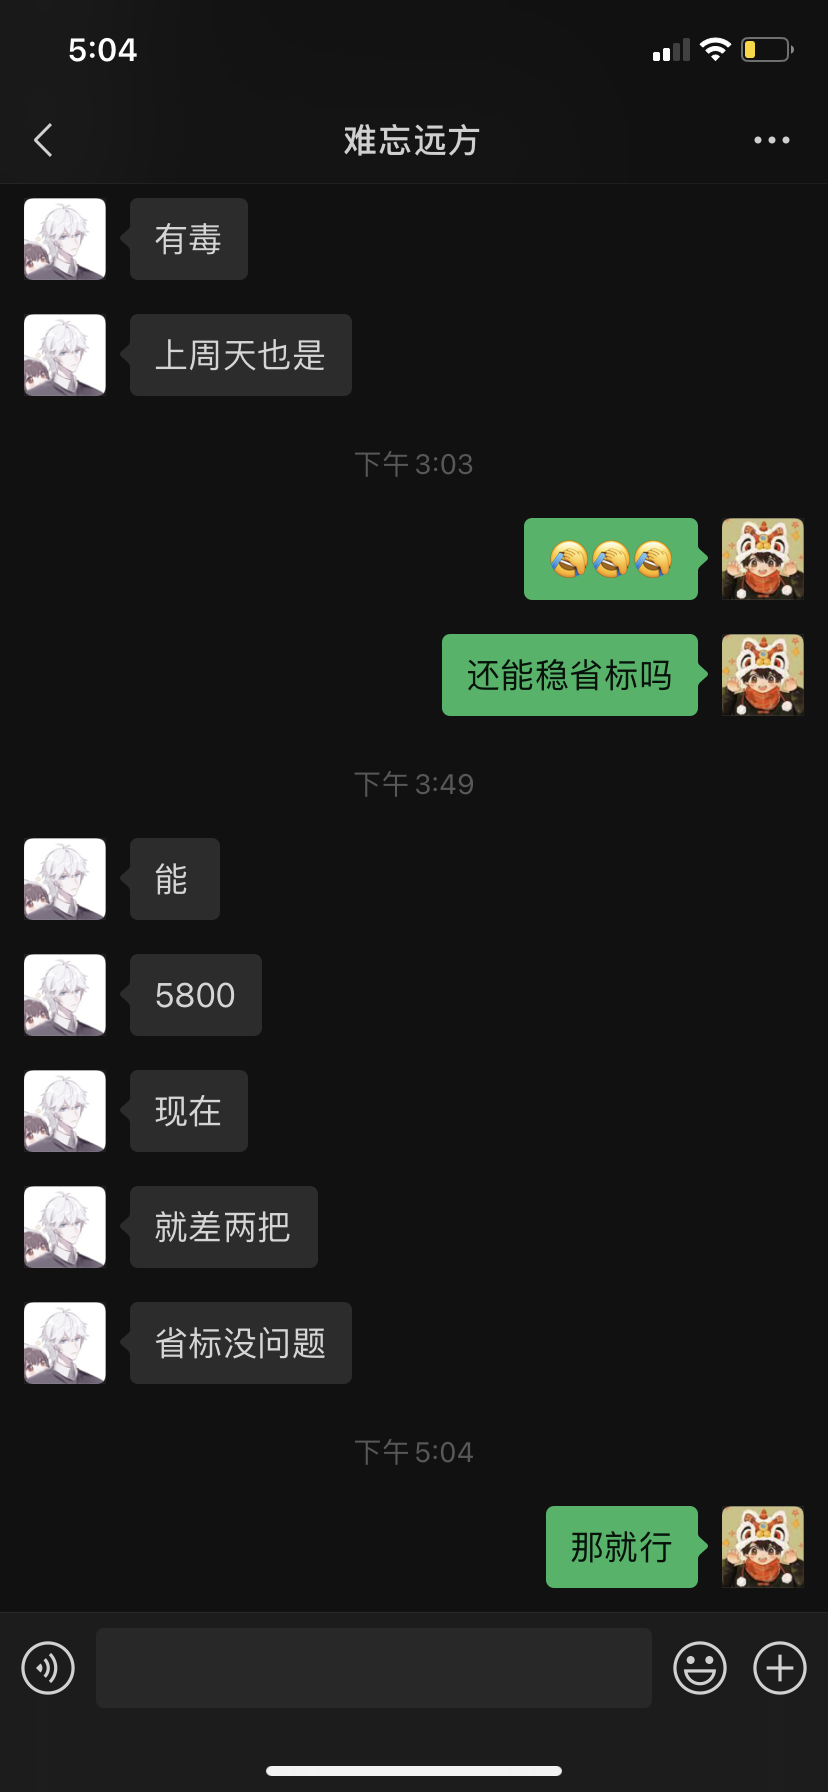 5:04
难忘远方
有毒
上周天也是
下午 3:03
🤣🤣🤣
还能稳省标吗
下午 3:49
能
5800
现在
就差两把
省标没问题
下午 5:04
那就行